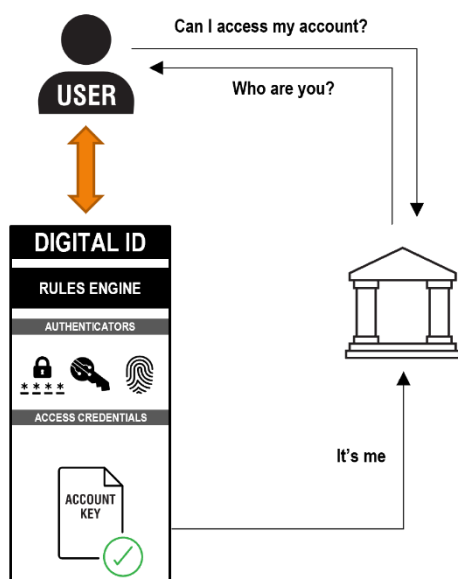 Can I access my account?
Who are you?
USER
DIGITAL ID
RULES ENGINE
AUTHENTICATORS
* * * *
ACCESS CREDENTIALS
It's me
ACCOUNT
KEY